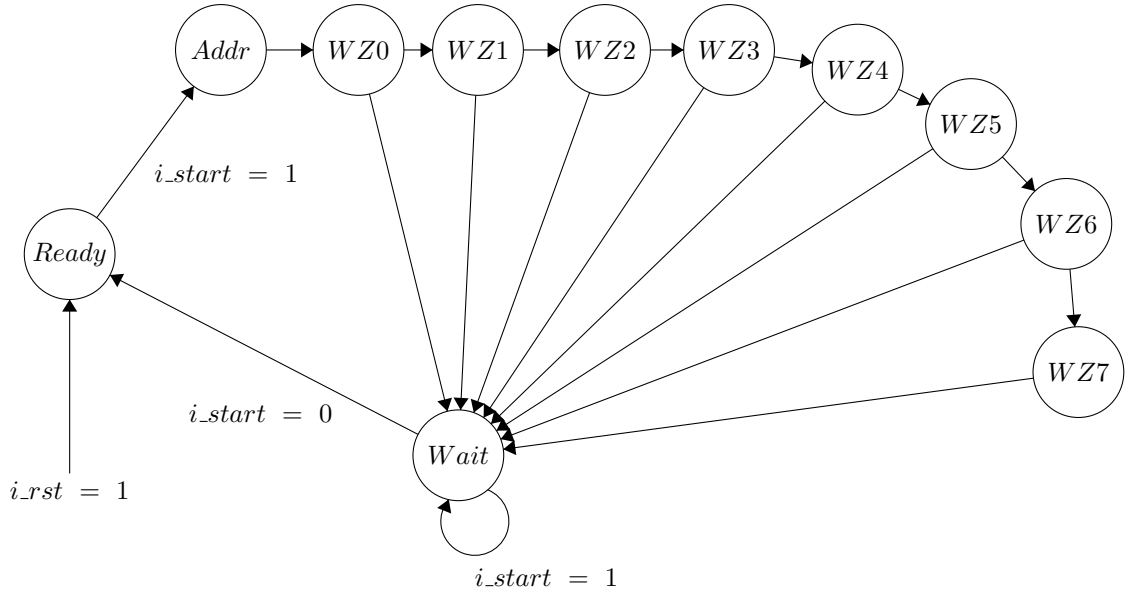 Addr
WZ0
WZ1
WZ2
WZ3
WZ4
WZ5
i_start = 1
WZ6
Ready
WZ7
i_start = 0
Wait
i_rst = 1
i_start = 1